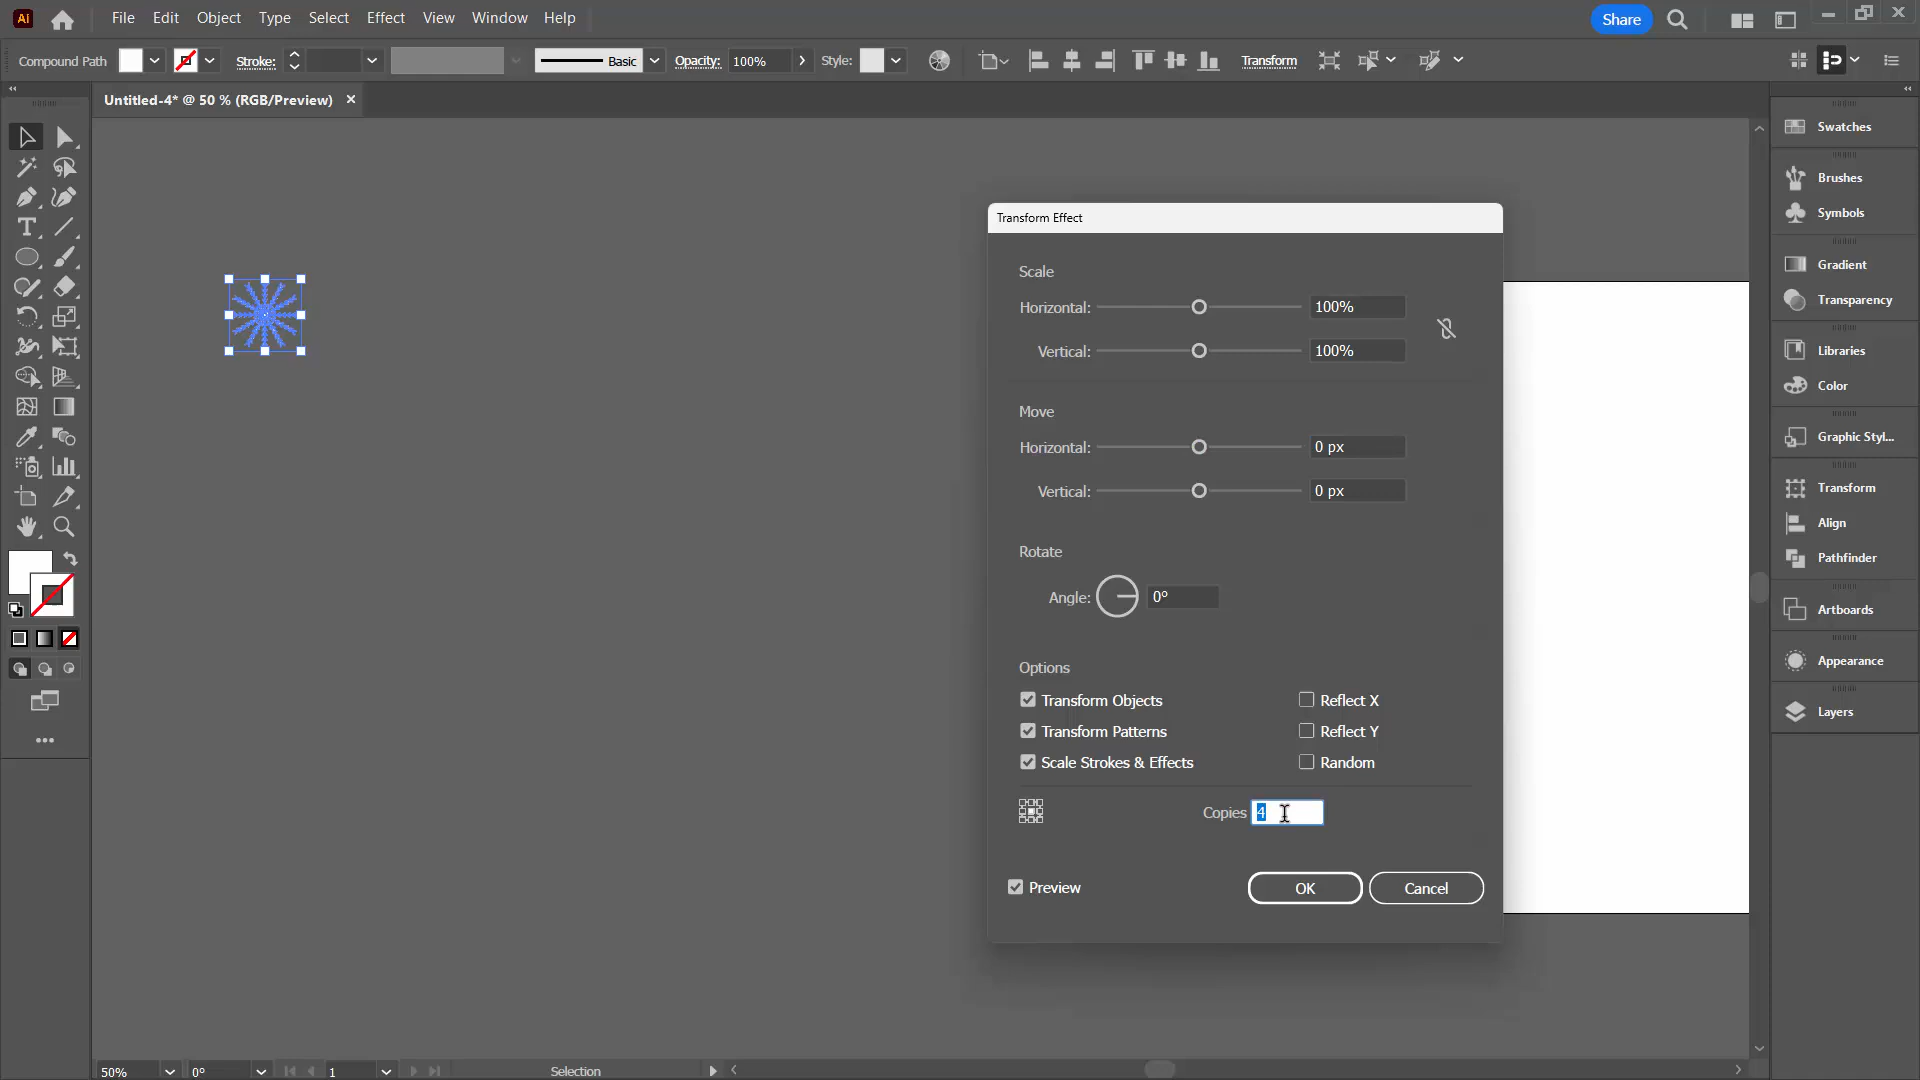 Ai File Edit Object Type Select Effect View Window Help Share
Compound Path Stroke: Basic Opacity: 100% Style: Transform
Untitled-4* @ 50 % (RGB/Preview)
Swatches
Brushes
Symbols
Gradient
Transparency
Libraries
Color
Graphic Styl...
Transform
Align
Pathfinder
Artboards
Appearance
Layers
Transform Effect
Scale
Horizontal: 100%
Vertical: 100%
Move
Horizontal: 0 px
Vertical: 0 px
Rotate
Angle: 0°
Options
Transform Objects Reflect X
Transform Patterns Reflect Y
Scale Strokes & Effects Random
Copies 4
Preview OK Cancel
50% 0° 1 Selection